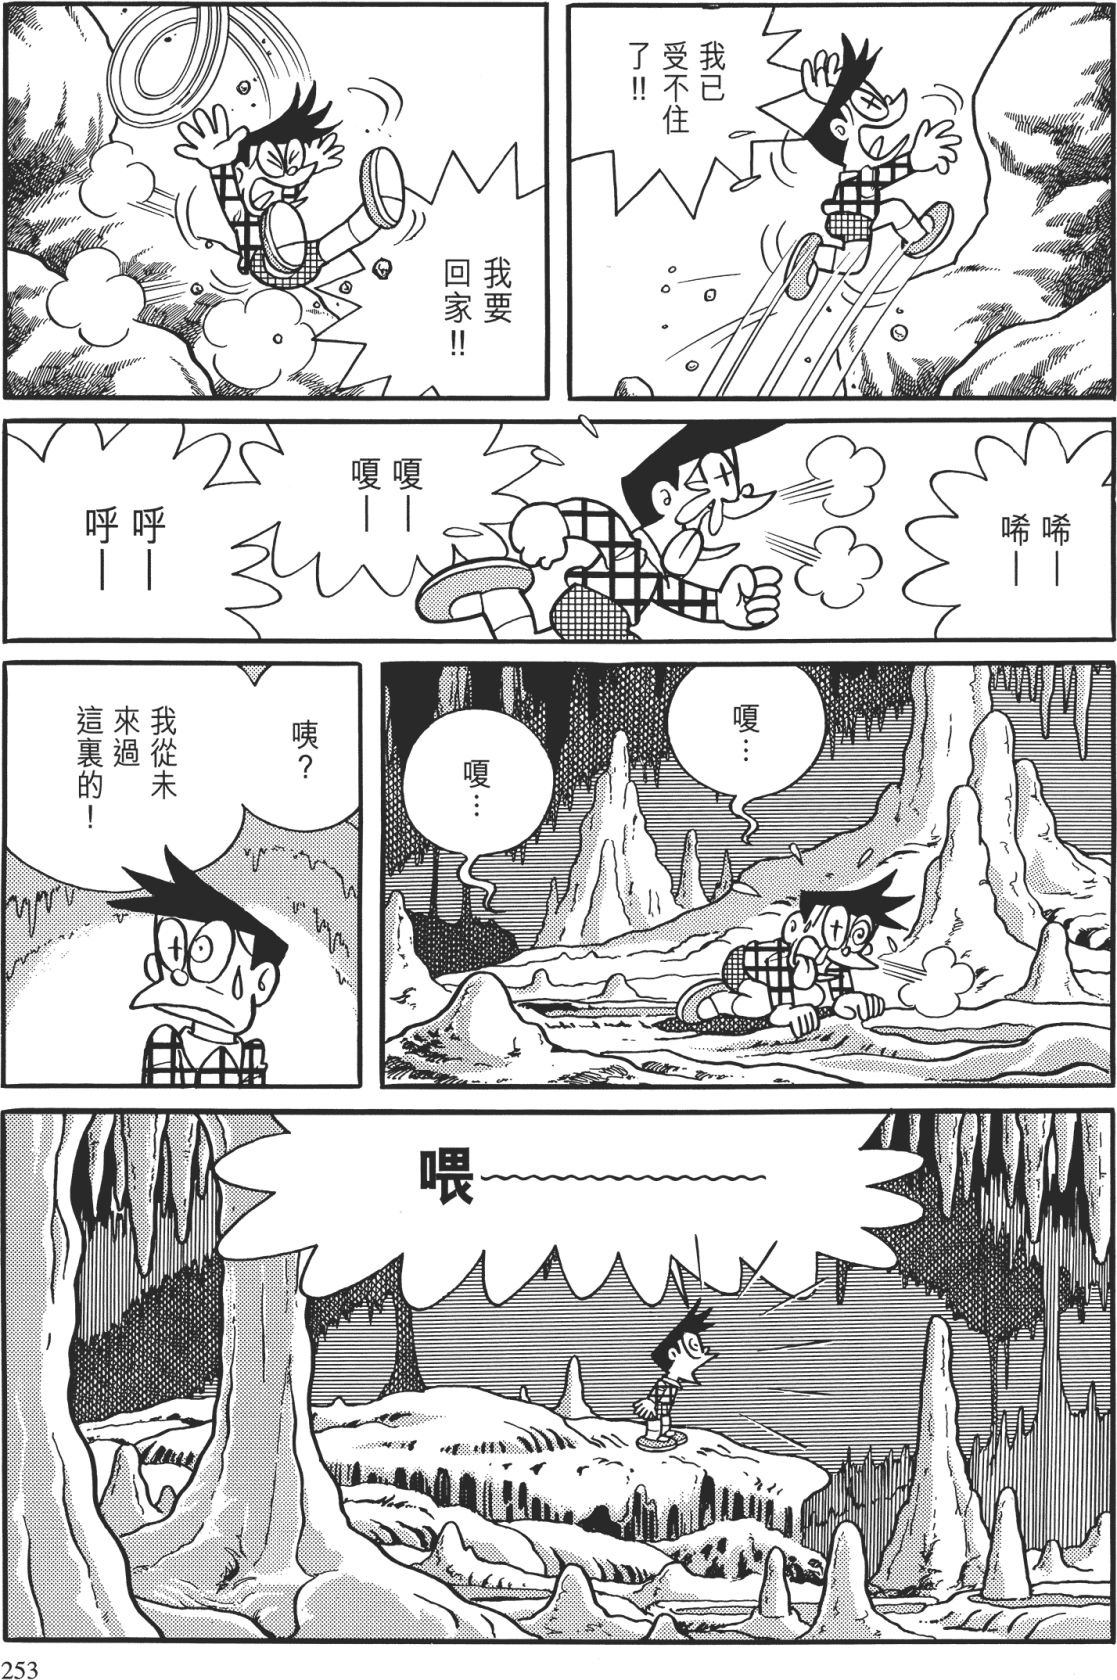 我已
受不住
了!!
我要
回家!!
唏—
唏—
嗄—
嗄—
呼—
呼—
嗄…
嗄…
咦？
我從未
來過
這裏的！
喂～～～～～～～～
253